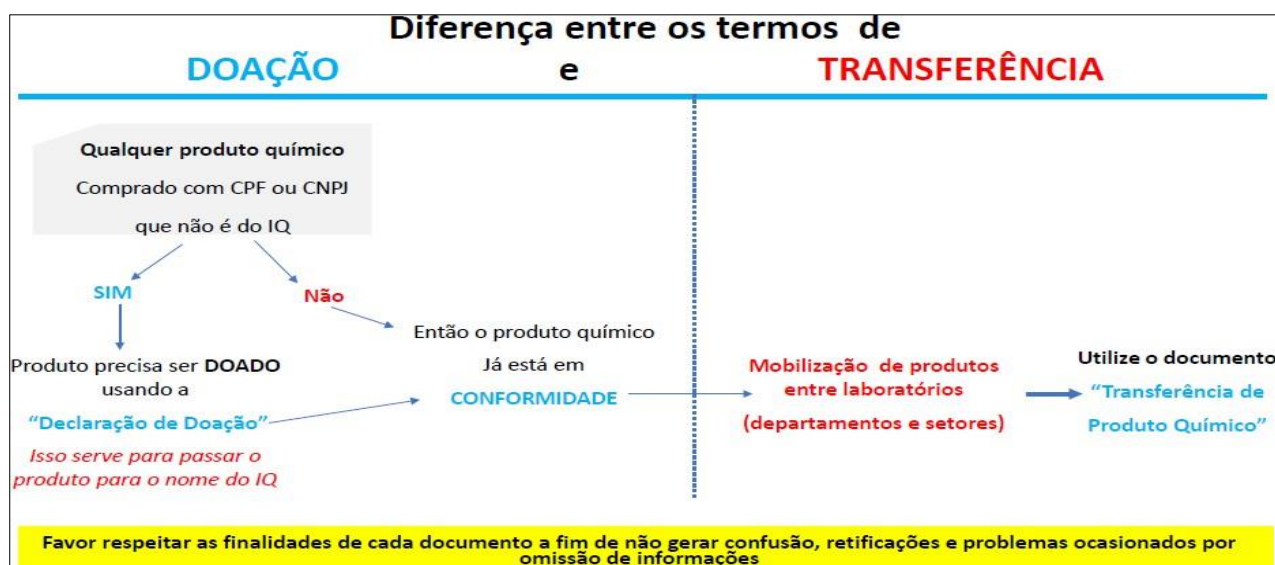 Diferença entre os termos de
DOAÇÃO e TRANSFERÊNCIA
Qualquer produto químico
Comprado com CPF ou CNPJ
que não é do IQ
SIM
Não
Produto precisa ser DOADO
usando a
“Declaração de Doação”
Isso serve para passar o
produto para o nome do IQ
Então o produto químico
Já está em
CONFORMIDADE
Mobilização de produtos
entre laboratórios
(departamentos e setores)
Utilize o documento
“Transferência de
Produto Químico”
Favor respeitar as finalidades de cada documento a fim de não gerar confusão, retificações e problemas ocasionados por
omissão de informações